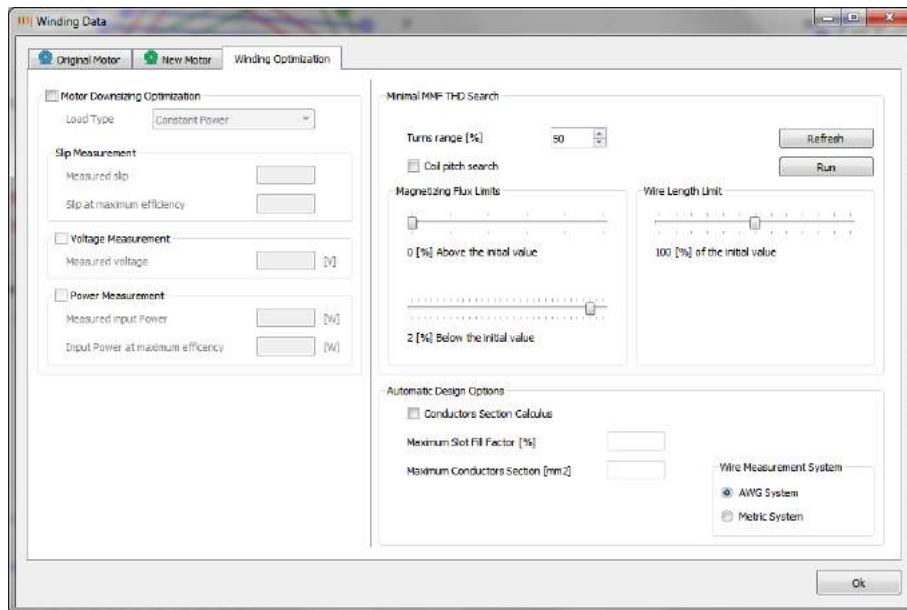 Winding Data
Original Motor
New Motor
Winding Optimization
Motor Downsizing Optimization
Load Type
Constant Power
Slip Measurement
Measured slip
Slip at maximum efficiency
Voltage Measurement
Measured voltage
[V]
Power Measurement
Measured input Power
[W]
Input Power at maximum efficency
[W]
Minimal MMF THD Search
Turns range [%]
50
Refresh
Coil pitch search
Run
Magnetizing Flux Limits
0 [%] Above the initial value
2 [%] Below the initial value
Wire Length Limit
100 [%] of the initial value
Automatic Design Options
Conductors Section Calculus
Maximum Slot Fill Factor [%]
Maximum Conductors Section [mm2]
Wire Measurement System
AWG System
Metric System
Ok